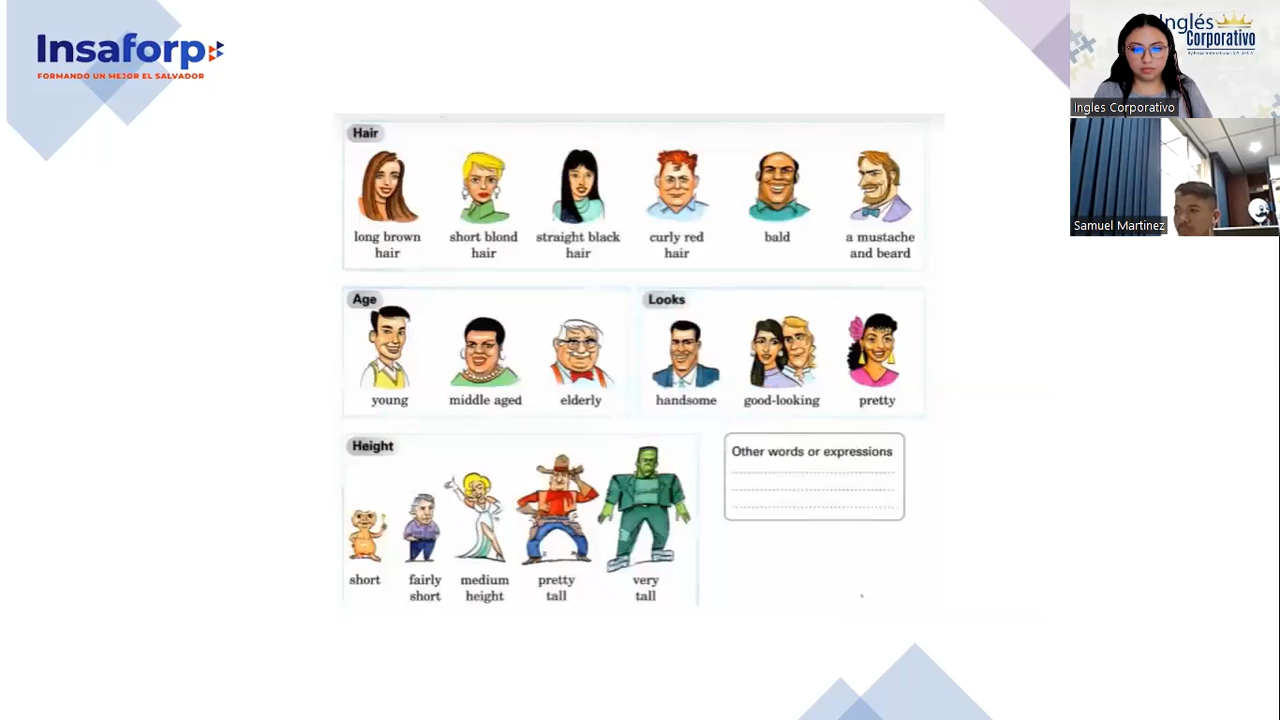 Insaforp
FORMANDO UN MEJOR EL SALVADOR
Inglés
Corporativo
Ingles Corporativo
Samuel Martinez
Hair
long brown hair
short blond hair
straight black hair
curly red hair
bald
a mustache and beard
Age
young
middle aged
elderly
Looks
handsome
good-looking
pretty
Height
short
fairly short
medium height
pretty tall
very tall
Other words or expressions